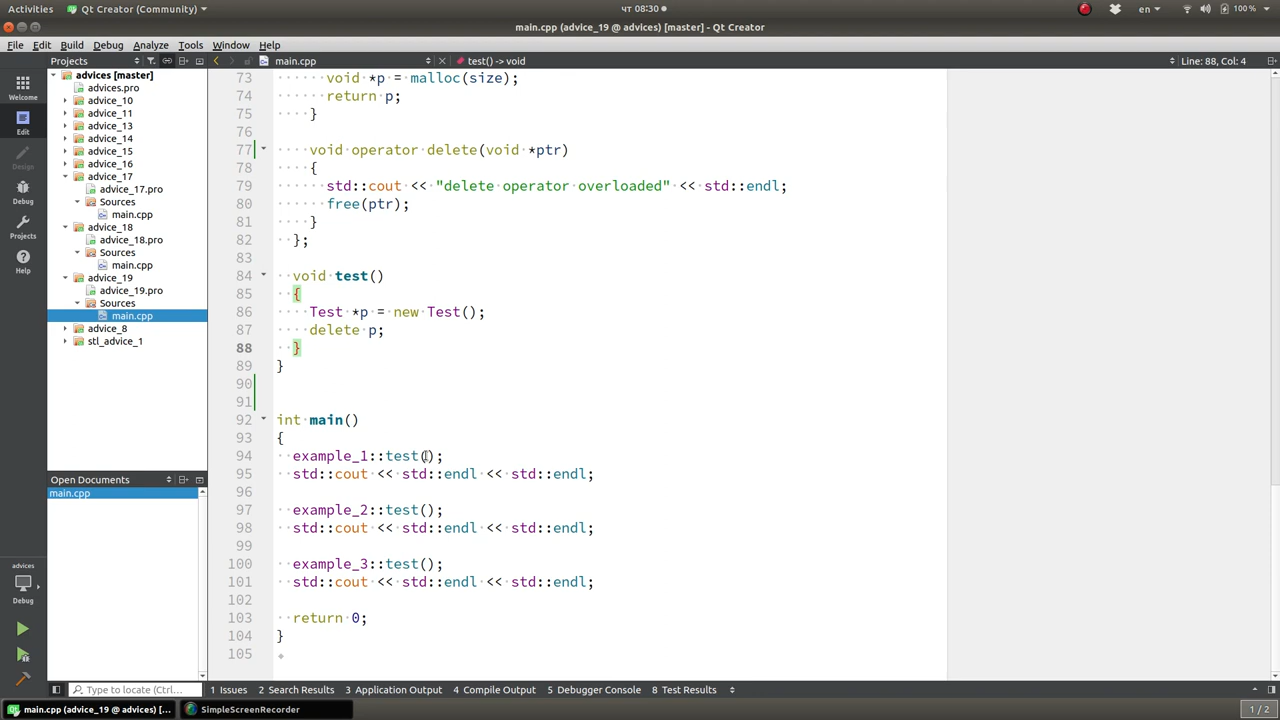 Activities
Qt Creator (Community)
чт 08:30
en
100 %
main.cpp (advice_19 @ advices) [master] - Qt Creator
File Edit Build Debug Analyze Tools Window Help
Projects
main.cpp
test() -> void
Line: 88, Col: 4
Welcome
Edit
Design
Debug
Projects
Help
advices
Debug
advices [master]
advices.pro
advice_10
advice_11
advice_13
advice_14
advice_15
advice_16
advice_17
advice_17.pro
Sources
main.cpp
advice_18
advice_18.pro
Sources
main.cpp
advice_19
advice_19.pro
Sources
main.cpp
advice_8
stl_advice_1
Open Documents
main.cpp
73 void *p = malloc(size);
74 return p;
75 }
76
77 void operator delete(void *ptr)
78 {
79 std::cout << "delete operator overloaded" << std::endl;
80 free(ptr);
81 }
82 };
83
84 void test()
85 {
86 Test *p = new Test();
87 delete p;
88 }
89 }
90
91
92 int main()
93 {
94 example_1::test();
95 std::cout << std::endl << std::endl;
96
97 example_2::test();
98 std::cout << std::endl << std::endl;
99
100 example_3::test();
101 std::cout << std::endl << std::endl;
102
103 return 0;
104 }
105
Type to locate (Ctrl...
1 Issues
2 Search Results
3 Application Output
4 Compile Output
5 Debugger Console
8 Test Results
main.cpp (advice_19 @ advices) [...
SimpleScreenRecorder
1 / 2